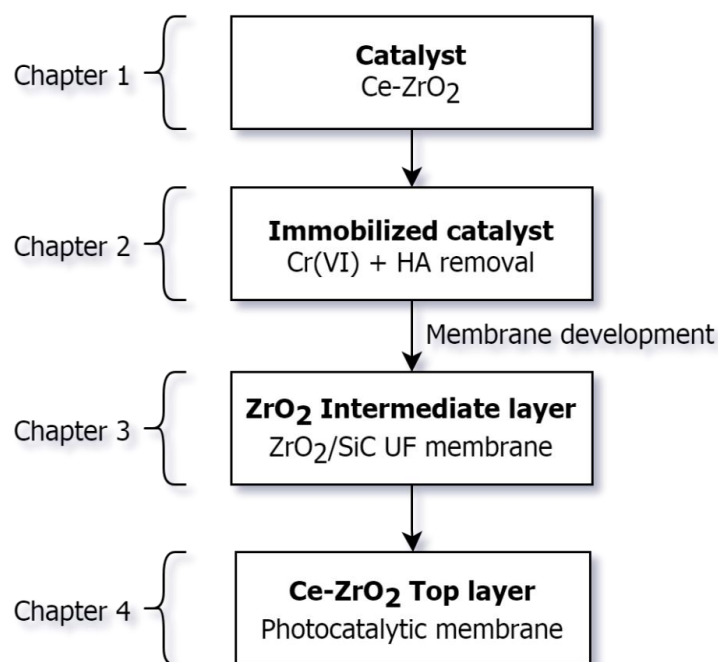 Chapter 1
Catalyst
Ce-ZrO₂
Chapter 2
Immobilized catalyst
Cr(VI) + HA removal
Membrane development
Chapter 3
ZrO₂ Intermediate layer
ZrO₂/SiC UF membrane
Chapter 4
Ce-ZrO₂ Top layer
Photocatalytic membrane